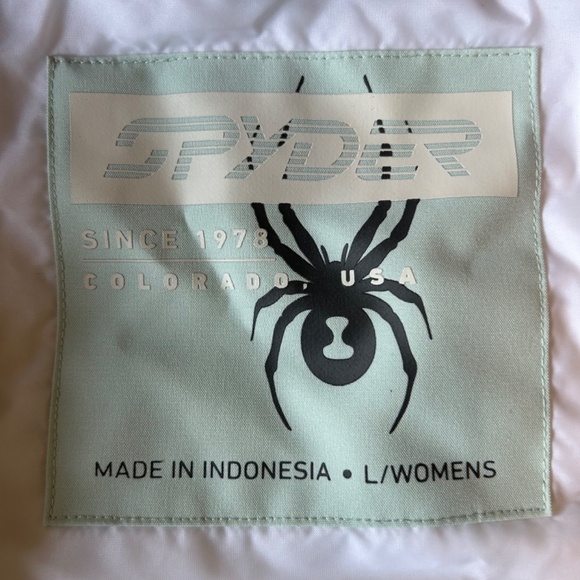 SPYDER
SINCE 1978
COLORADO, USA
MADE IN INDONESIA • L/WOMENS